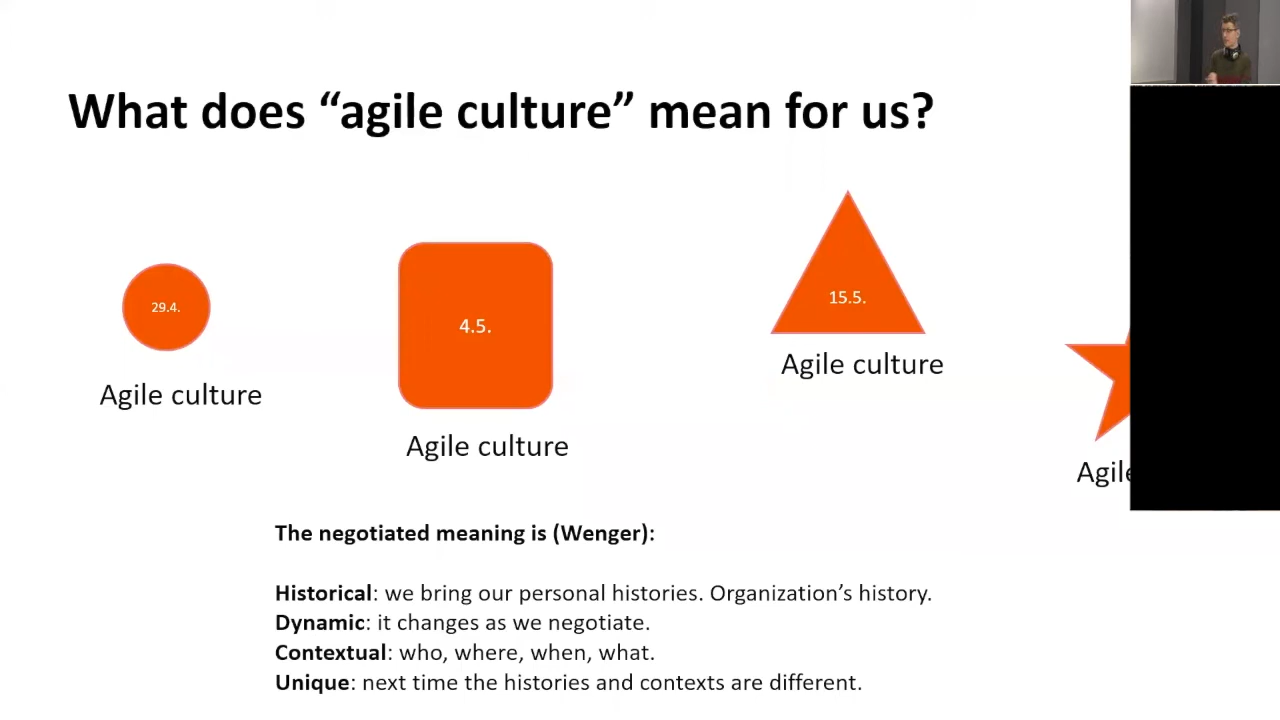 What does “agile culture” mean for us?
29.4.
4.5.
15.5.
Agile culture
Agile culture
Agile culture
The negotiated meaning is (Wenger):
Historical: we bring our personal histories. Organization’s history.
Dynamic: it changes as we negotiate.
Contextual: who, where, when, what.
Unique: next time the histories and contexts are different.